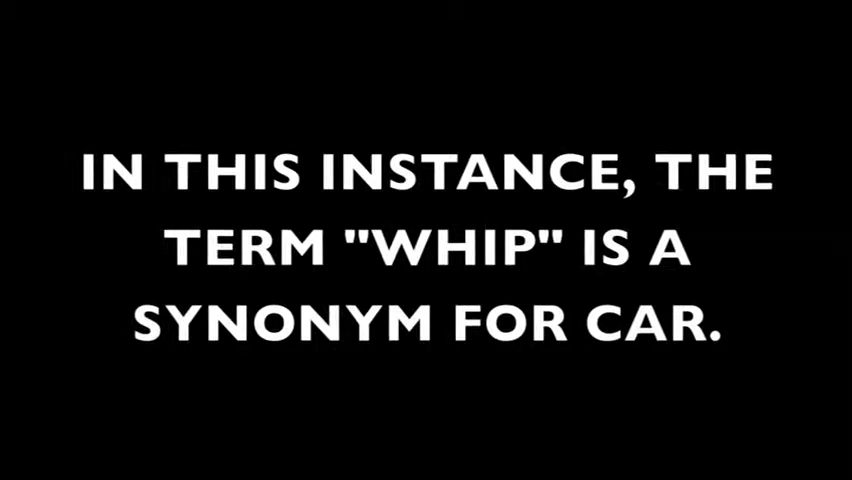 IN THIS INSTANCE, THE
TERM "WHIP" IS A
SYNONYM FOR CAR.